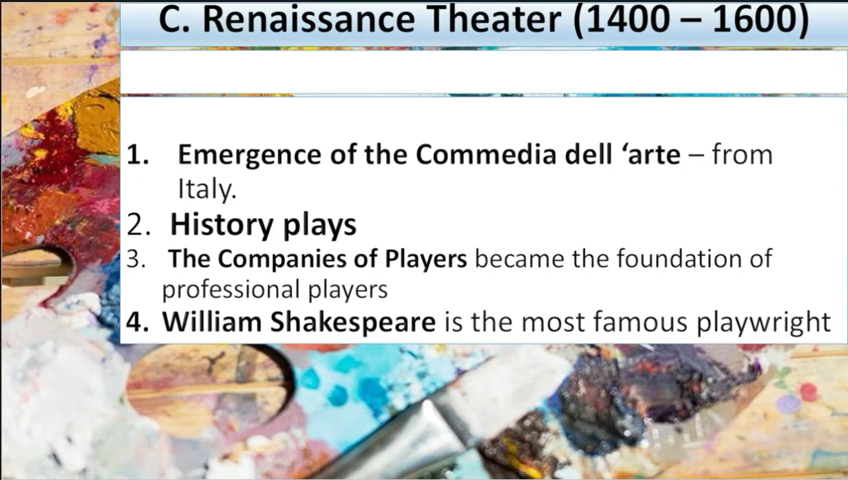 C. Renaissance Theater (1400 – 1600)
1. Emergence of the Commedia dell ‘arte – from
Italy.
2. History plays
3. The Companies of Players became the foundation of
professional players
4. William Shakespeare is the most famous playwright